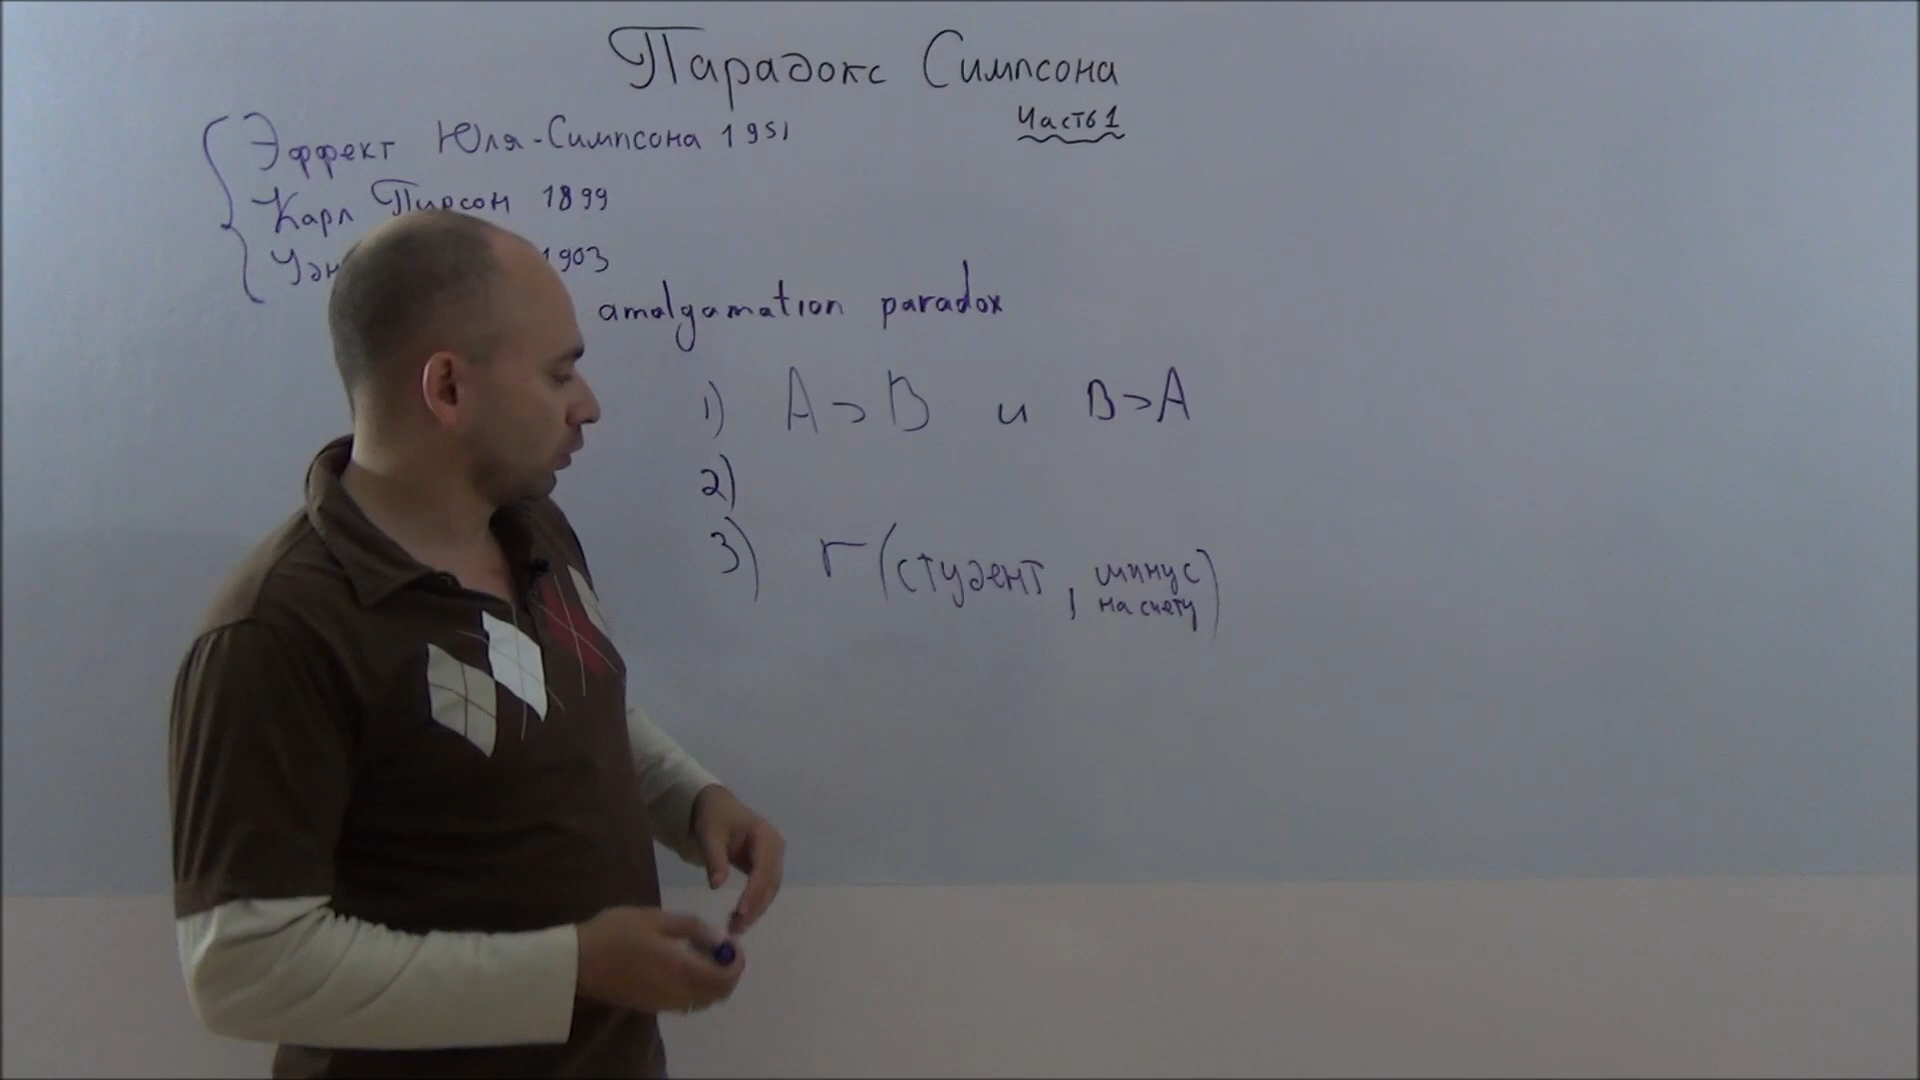 Парадокс Симпсона
Часть 1
Эффект Юля-Симпсона 1951
Карл Пирсон 1899
1903
amalgamation paradox
1) A > B и B > A
2)
3) r (студент, минус
на счету)